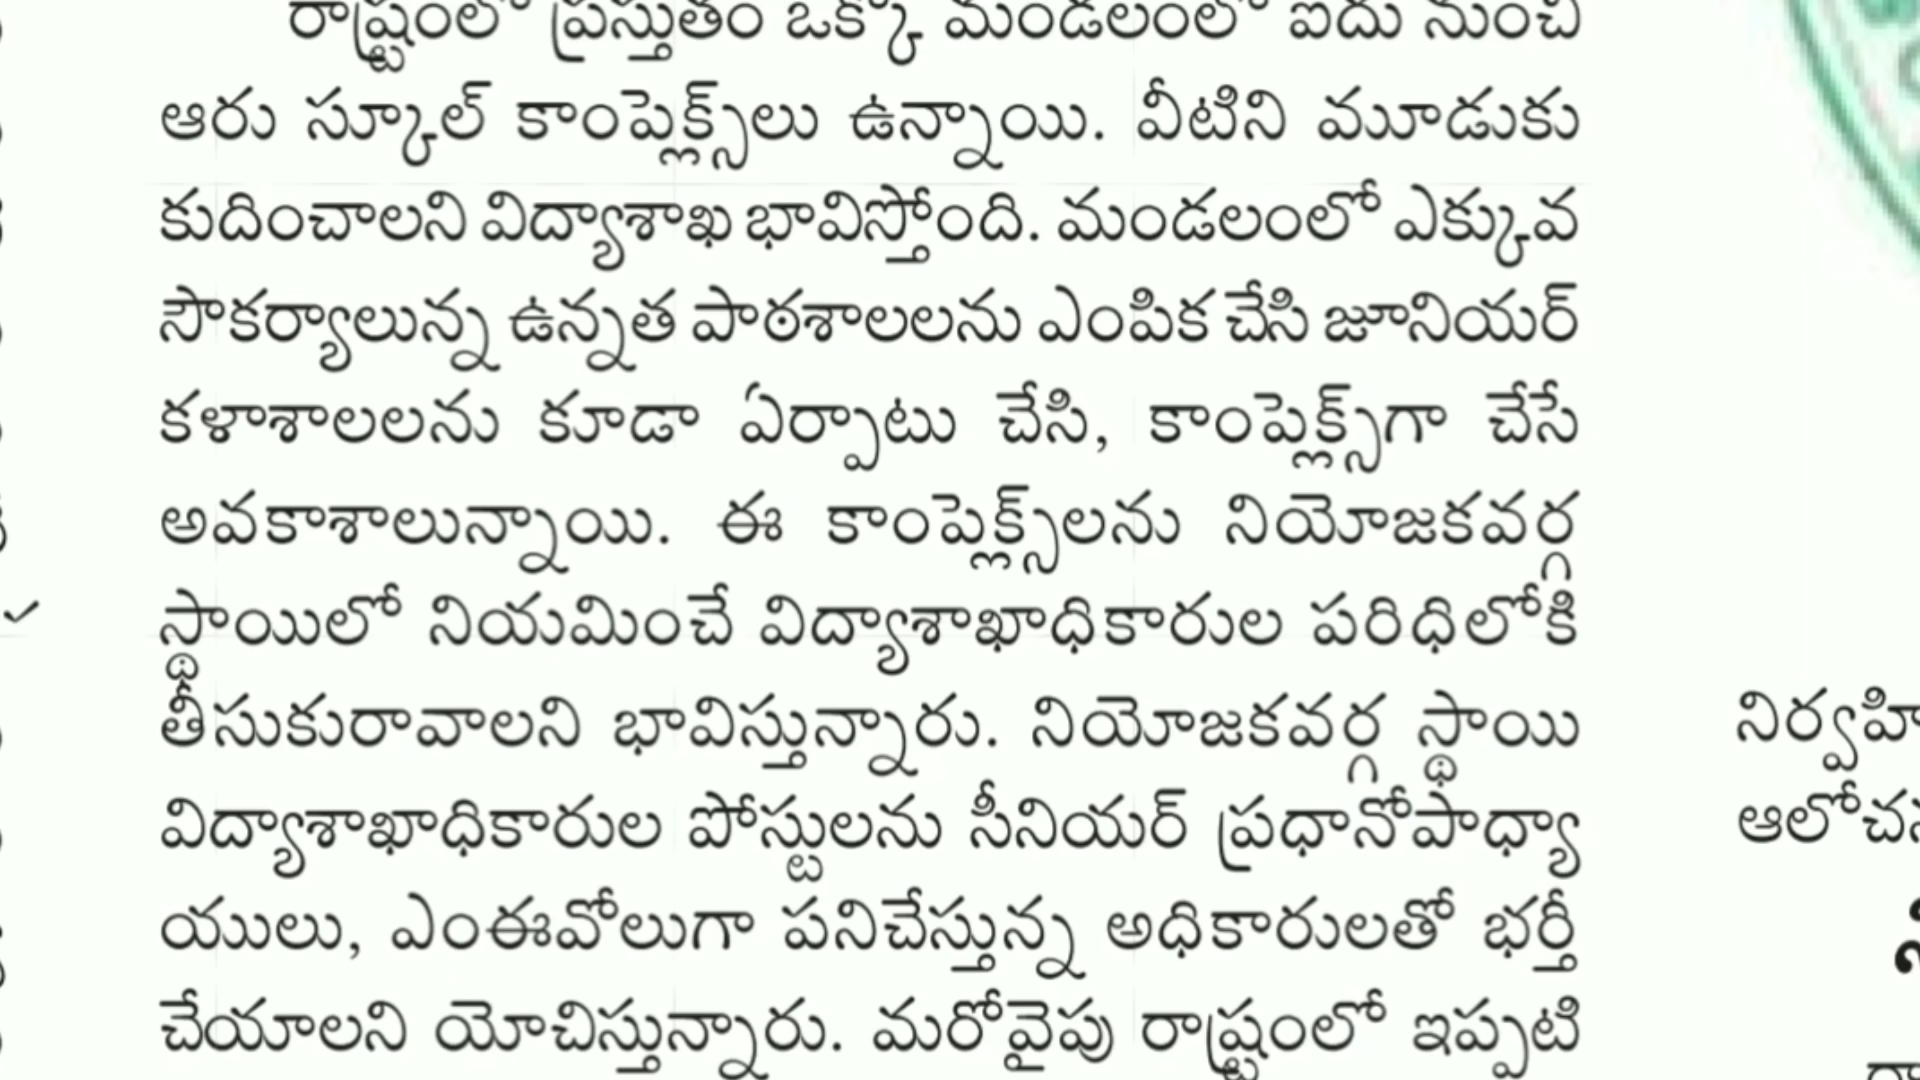 రాష్ట్రంలో ప్రస్తుతం ఒక్కో మండలంలో ఐదు నుంచి
ఆరు స్కూల్ కాంప్లెక్స్‌లు ఉన్నాయి. వీటిని మూడుకు
కుదించాలని విద్యాశాఖ భావిస్తోంది. మండలంలో ఎక్కువ
సౌకర్యాలున్న ఉన్నత పాఠశాలలను ఎంపిక చేసి జూనియర్
కళాశాలలను కూడా ఏర్పాటు చేసి, కాంప్లెక్స్‌గా చేసే
అవకాశాలున్నాయి. ఈ కాంప్లెక్స్‌లను నియోజకవర్గ
స్థాయిలో నియమించే విద్యాశాఖాధికారుల పరిధిలోకి
తీసుకురావాలని భావిస్తున్నారు. నియోజకవర్గ స్థాయి
విద్యాశాఖాధికారుల పోస్టులను సీనియర్ ప్రధానోపాధ్యా
యులు, ఎంఈవోలుగా పనిచేస్తున్న అధికారులతో భర్తీ
చేయాలని యోచిస్తున్నారు. మరోవైపు రాష్ట్రంలో ఇప్పటి